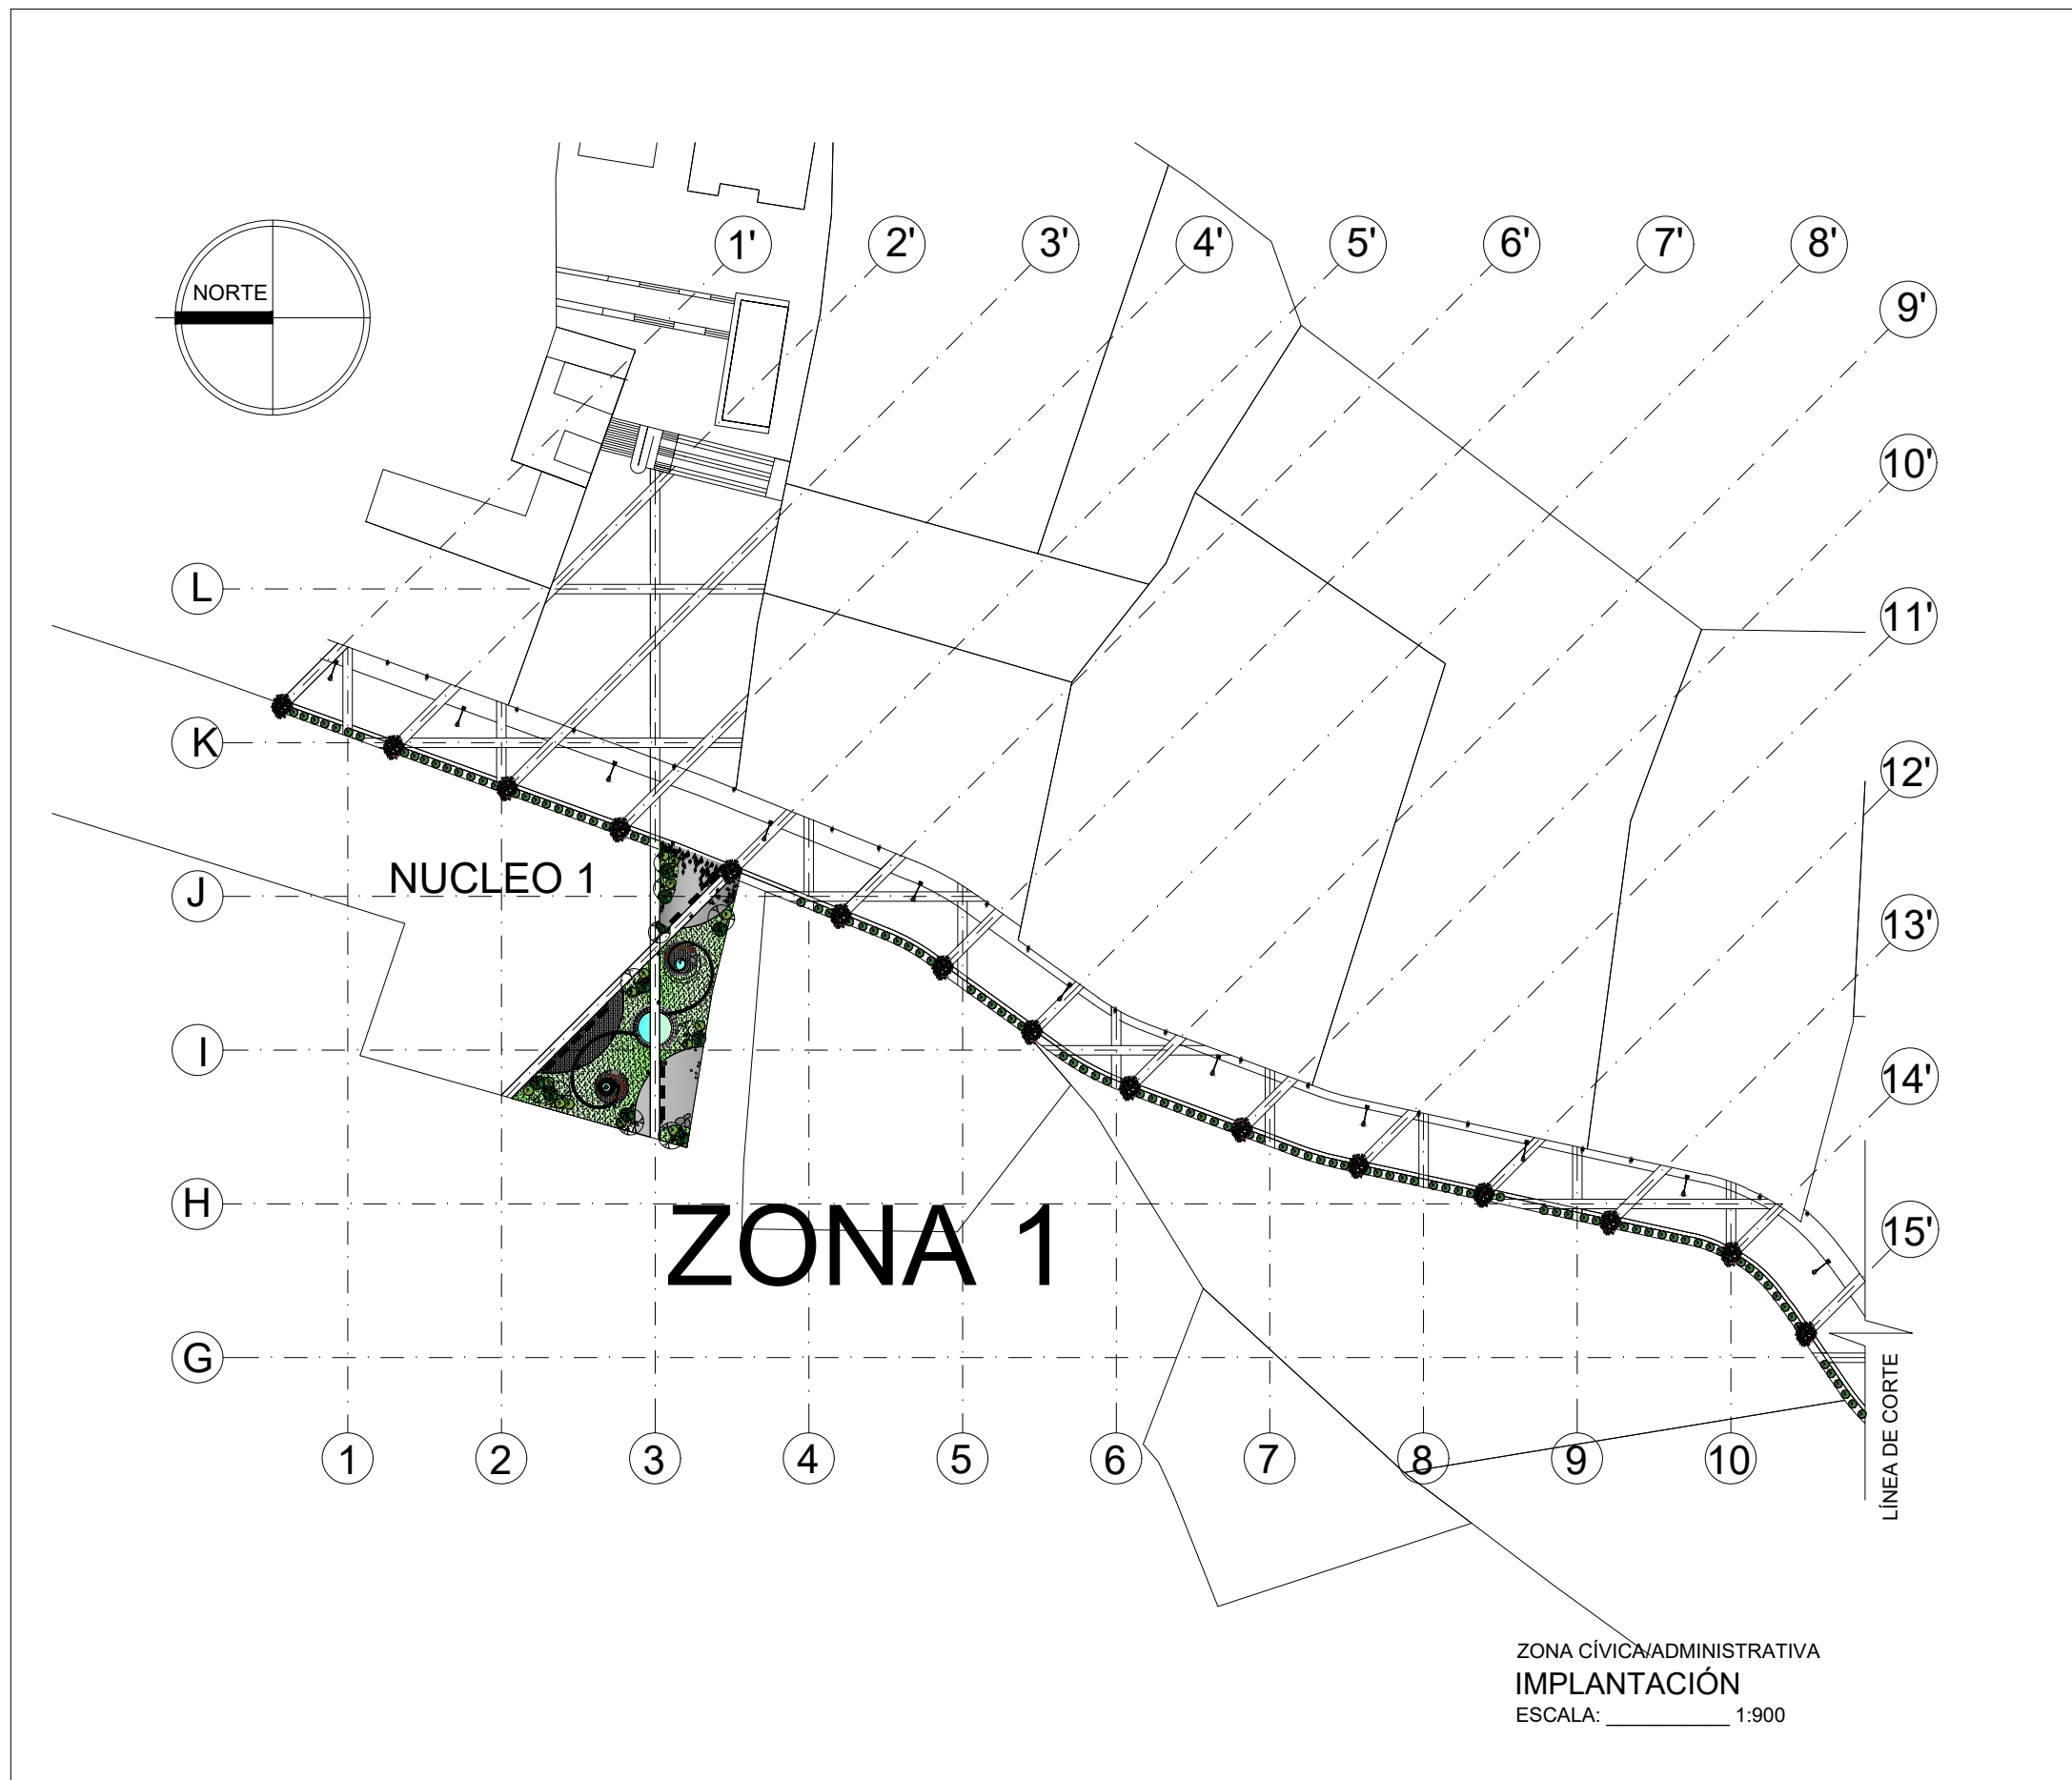 1' 2' 3' 4' 5' 6' 7' 8'
NORTE
9'
10'
L
11'
K
12'
NUCLEO 1
J
13'
I
14'
H
ZONA 1
15'
G
LÍNEA DE CORTE
1 2 3 4 5 6 7 8 9 10
ZONA CÍVICA/ADMINISTRATIVA
IMPLANTACIÓN
ESCALA: ___________ 1:900